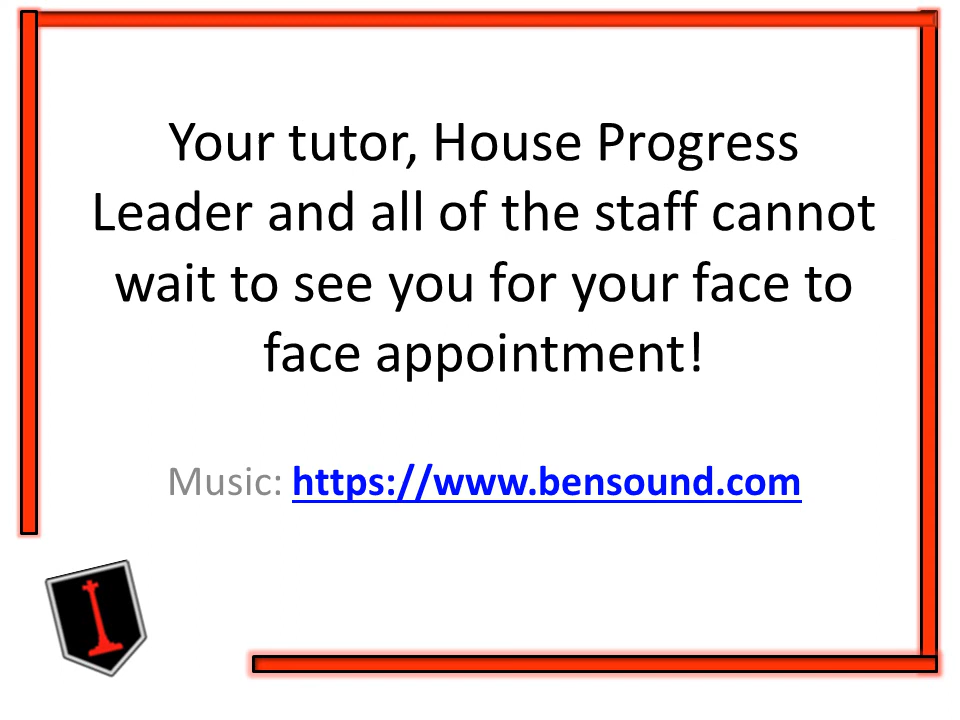 Your tutor, House Progress
Leader and all of the staff cannot
wait to see you for your face to
face appointment!
Music: https://www.bensound.com